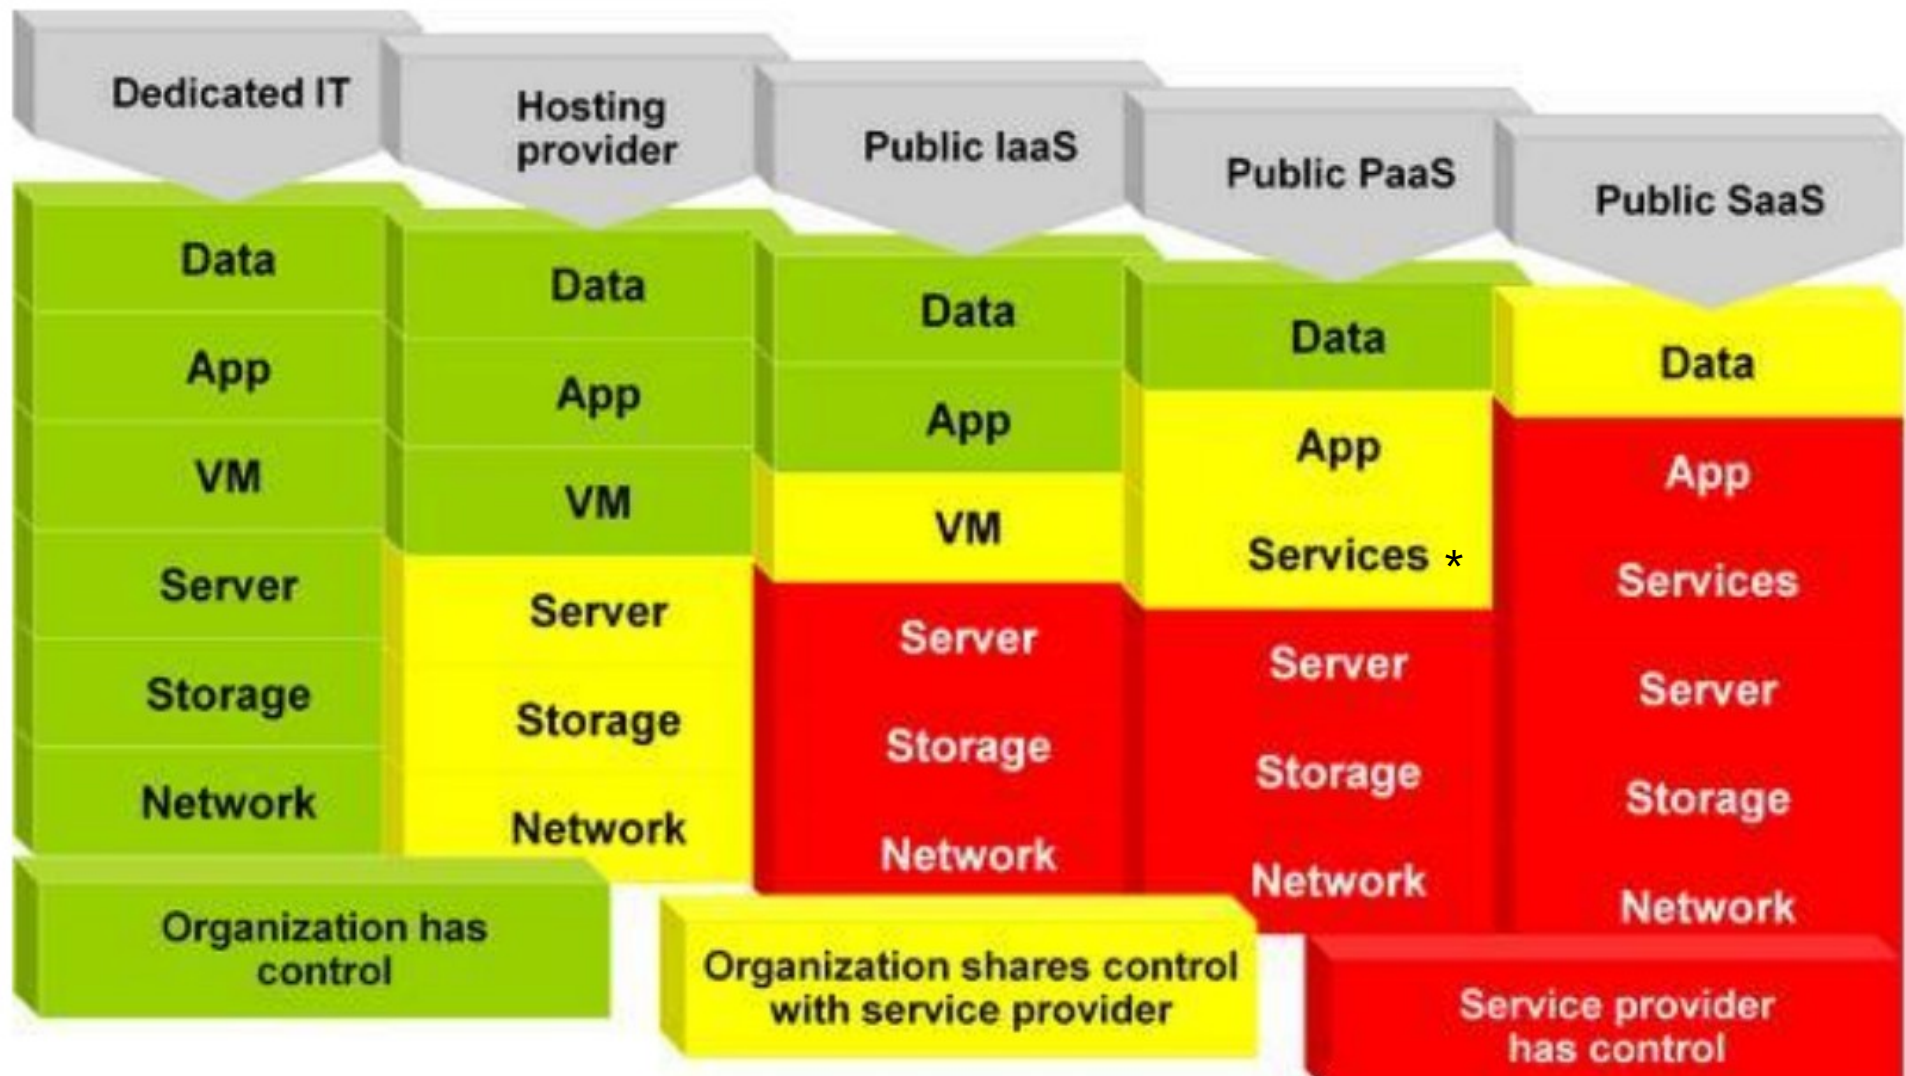 Dedicated IT
Hosting
provider
Public IaaS
Public PaaS
Public SaaS
Data
App
VM
Server
Storage
Network
Data
App
VM
Server
Storage
Network
Data
App
VM
Server
Storage
Network
Data
App
Services *
Server
Storage
Network
Data
App
Services
Server
Storage
Network
Organization has
control
Organization shares control
with service provider
Service provider
has control